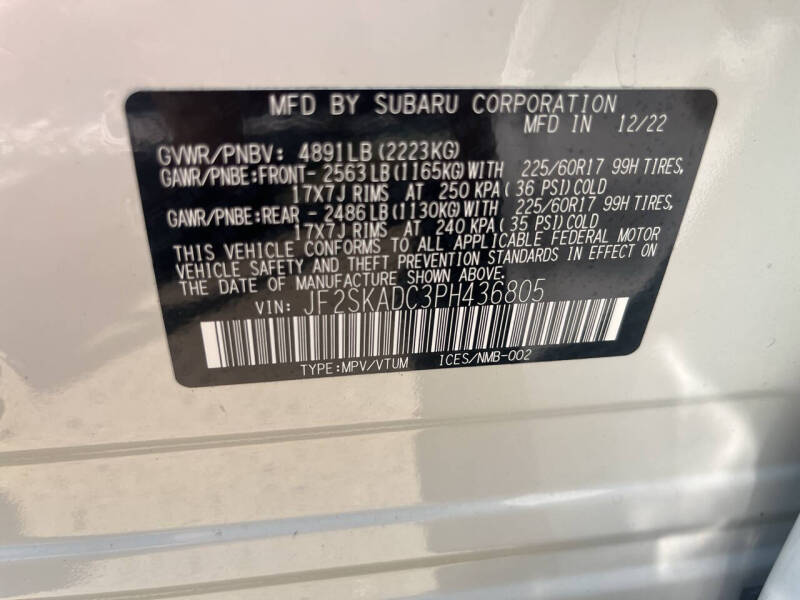 MFD BY SUBARU CORPORATION
MFD IN 12/22
GVWR/PNBV: 4891LB(2223KG)
GAWR/PNBE:FRONT- 2563LB(1165KG)WITH 225/60R17 99H TIRES,
17X7J RIMS AT 250 KPA( 36 PSI)COLD
GAWR/PNBE:REAR - 2486LB(1130KG)WITH 225/60R17 99H TIRES,
17X7J RIMS AT 240 KPA( 35 PSI)COLD
THIS VEHICLE CONFORMS TO ALL APPLICABLE FEDERAL MOTOR
VEHICLE SAFETY AND THEFT PREVENTION STANDARDS IN EFFECT ON
THE DATE OF MANUFACTURE SHOWN ABOVE.
VIN: JF2SKADC3PH436805
TYPE:MPV/VTUM ICES/NMB-002